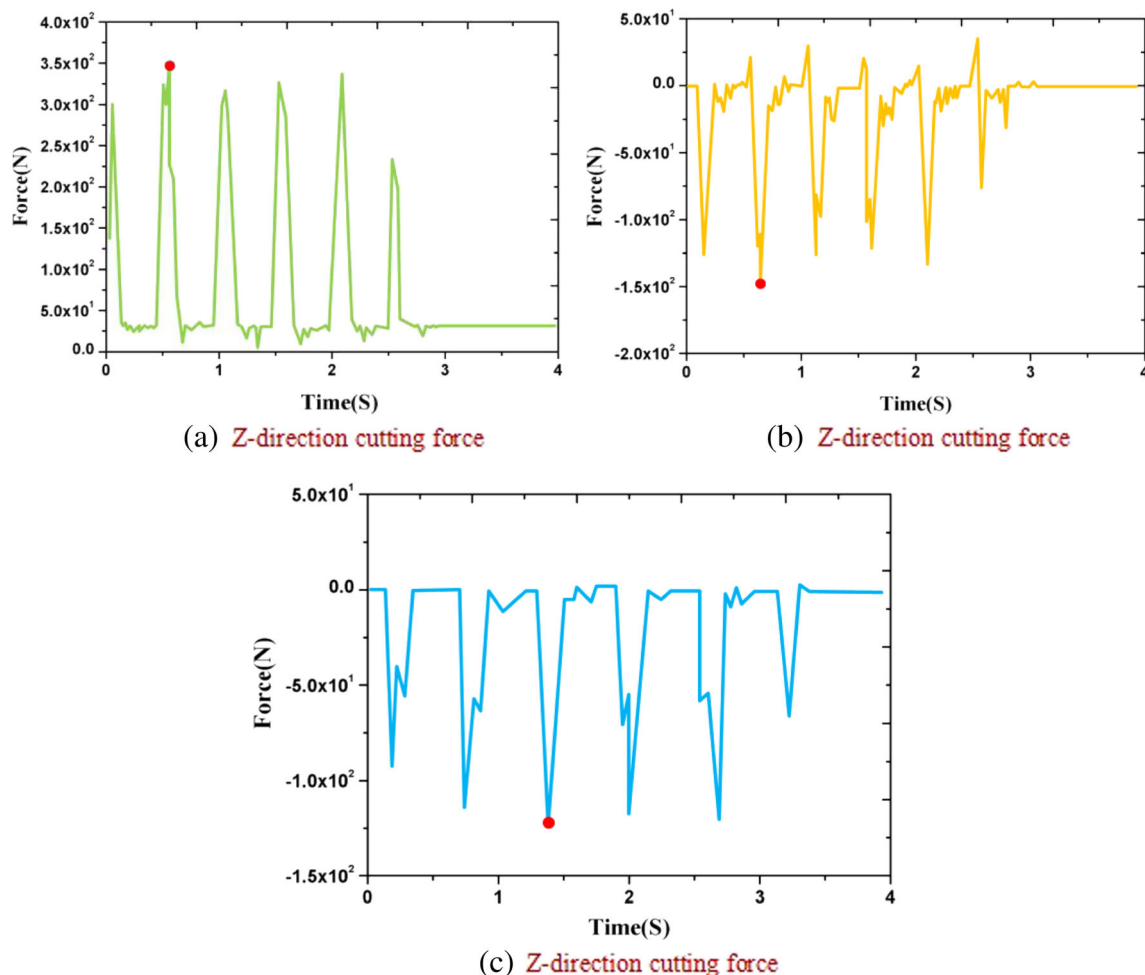 4.0x10²
3.5x10²
3.0x10²
2.5x10²
2.0x10²
1.5x10²
1.0x10²
5.0x10¹
0.0
Force(N)
0 1 2 3 4
Time(S)
(a) Z-direction cutting force
5.0x10¹
0.0
-5.0x10¹
-1.0x10²
-1.5x10²
-2.0x10²
Force(N)
0 1 2 3 4
Time(S)
(b) Z-direction cutting force
5.0x10¹
0.0
-5.0x10¹
-1.0x10²
-1.5x10²
Force(N)
0 1 2 3 4
Time(S)
(c) Z-direction cutting force